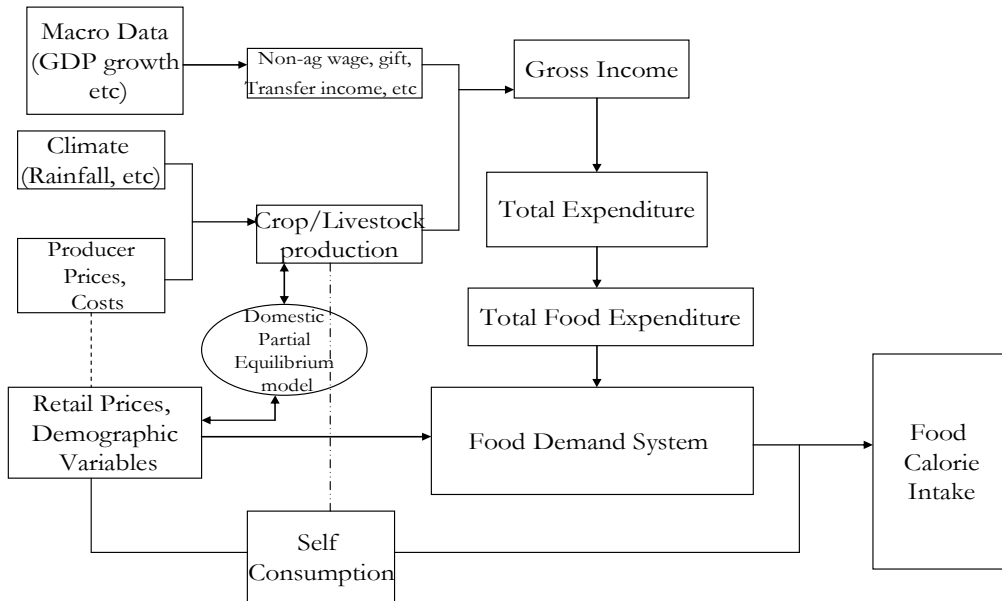 Macro Data
(GDP growth
etc)
Non-ag wage, gift,
Transfer income, etc
Gross Income
Climate
(Rainfall, etc)
Crop/Livestock
production
Total Expenditure
Producer
Prices,
Costs
Total Food Expenditure
Domestic
Partial
Equilibrium
model
Retail Prices,
Demographic
Variables
Food Demand System
Food
Calorie
Intake
Self
Consumption